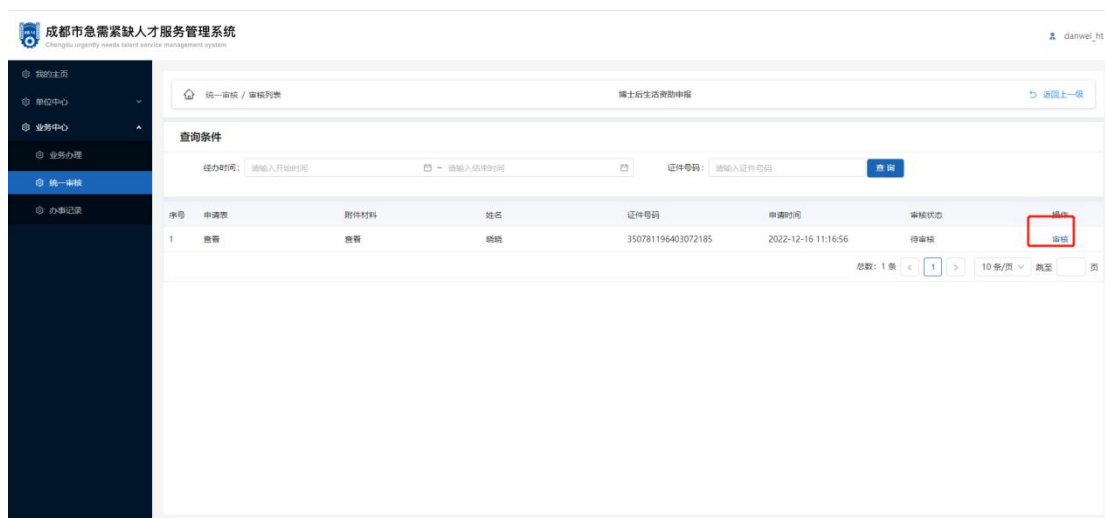 成都市急需紧缺人才服务管理系统
Chengdu urgently needs talent service management system
danwei_ht
我的主页
单位中心
业务中心
业务办理
统一审核
办事记录
统一审核 / 审核列表 博士后生活资助申报 返回上一级
查询条件
经办时间： 请输入开始时间 - 请输入结束时间 证件号码： 请输入证件号码 查询
序号 申请表 附件材料 姓名 证件号码 申请时间 审核状态 操作
1 查看 查看 晓晓 350781196403072185 2022-12-16 11:16:56 待审核 审核
总数：1 条 < 1 > 10 条/页 跳至 页